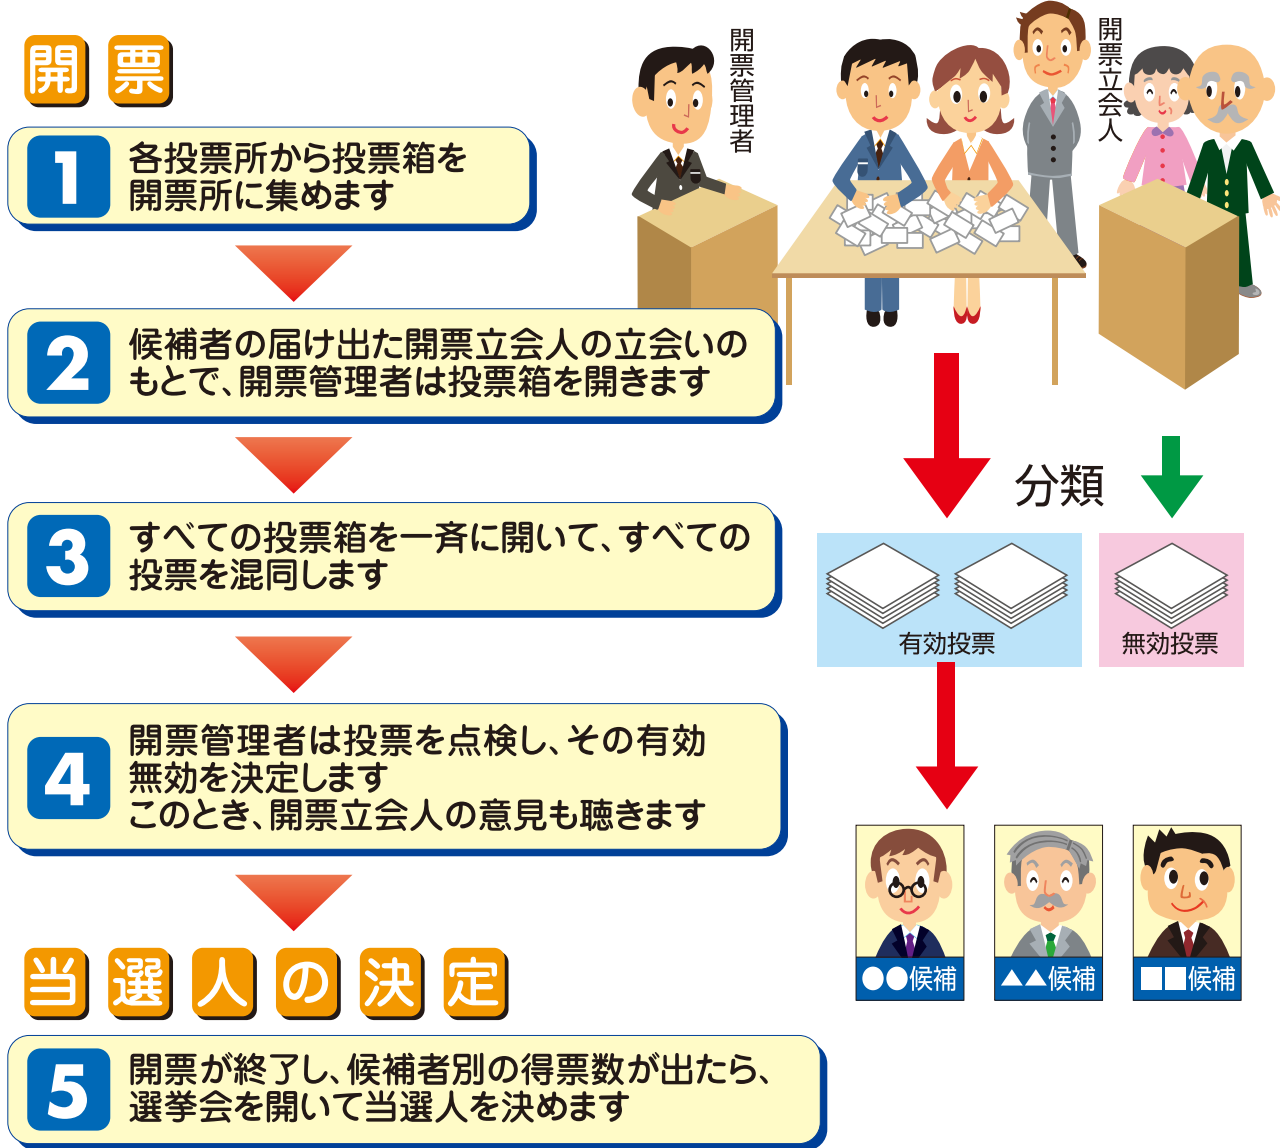 開票
1
各投票所から投票箱を
開票所に集めます
2
候補者の届け出た開票立会人の立会いの
もとで、開票管理者は投票箱を開きます
3
すべての投票箱を一斉に開いて、すべての
投票を混同します
4
開票管理者は投票を点検し、その有効
無効を決定します
このとき、開票立会人の意見も聴きます
当選人の決定
5
開票が終了し、候補者別の得票数が出たら、
選挙会を開いて当選人を決めます
開票管理者
開票立会人
分類
有効投票
無効投票
●●候補
▲▲候補
■■候補